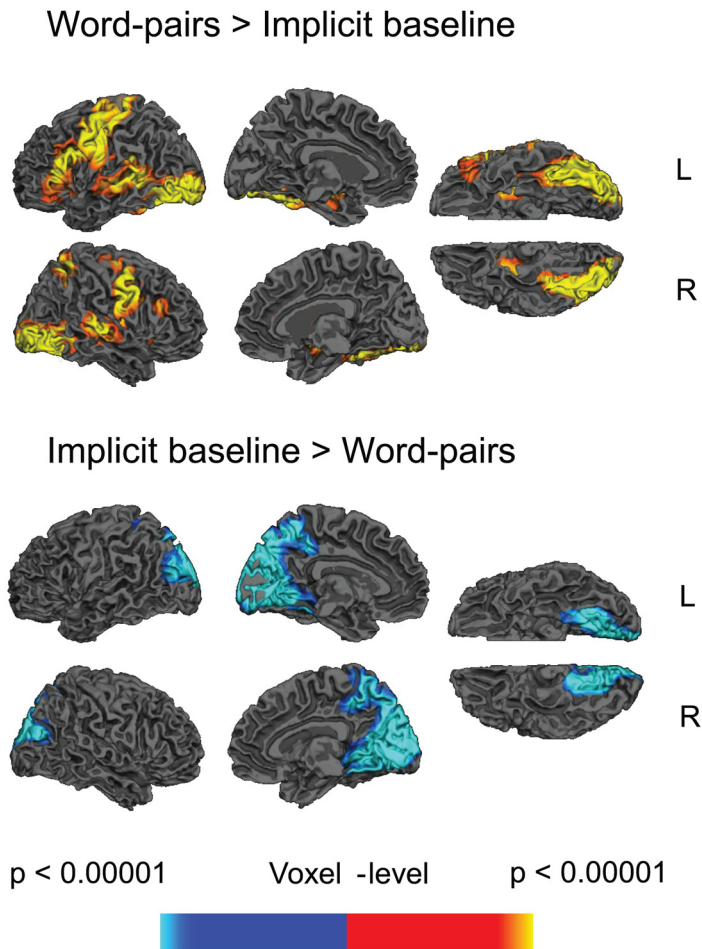 Word-pairs > Implicit baseline
L
R
Implicit baseline > Word-pairs
L
R
p < 0.00001 Voxel -level p < 0.00001